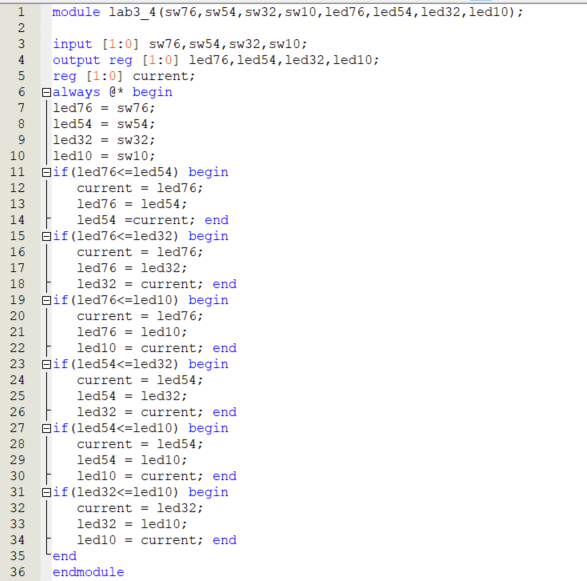 1 module lab3_4(sw76,sw54,sw32,sw10,led76,led54,led32,led10);
2
3 input [1:0] sw76,sw54,sw32,sw10;
4 output reg [1:0] led76,led54,led32,led10;
5 reg [1:0] current;
6 always @* begin
7 led76 = sw76;
8 led54 = sw54;
9 led32 = sw32;
10 led10 = sw10;
11 if(led76<=led54) begin
12 current = led76;
13 led76 = led54;
14 led54 =current; end
15 if(led76<=led32) begin
16 current = led76;
17 led76 = led32;
18 led32 = current; end
19 if(led76<=led10) begin
20 current = led76;
21 led76 = led10;
22 led10 = current; end
23 if(led54<=led32) begin
24 current = led54;
25 led54 = led32;
26 led32 = current; end
27 if(led54<=led10) begin
28 current = led54;
29 led54 = led10;
30 led10 = current; end
31 if(led32<=led10) begin
32 current = led32;
33 led32 = led10;
34 led10 = current; end
35 end
36 endmodule